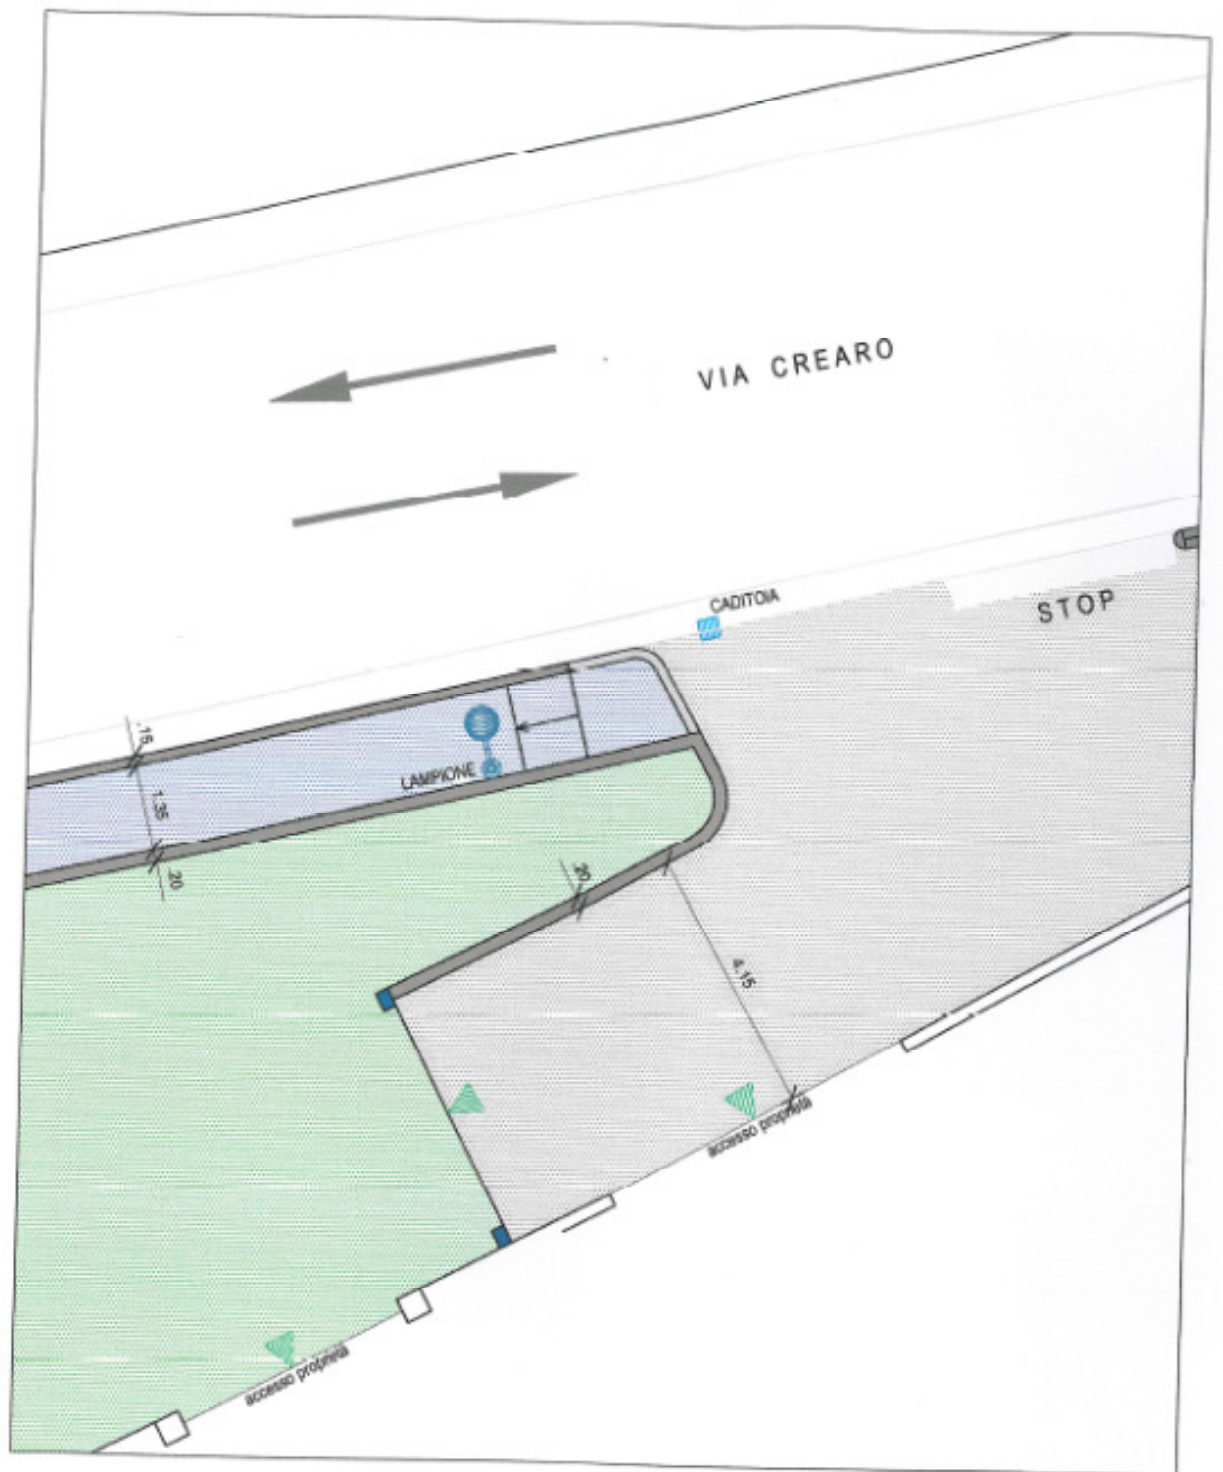 VIA CREARO
CADITOIA
STOP
.15
LAMPIONE
1.35
.20
.20
4.15
accesso proprietà
accesso proprietà